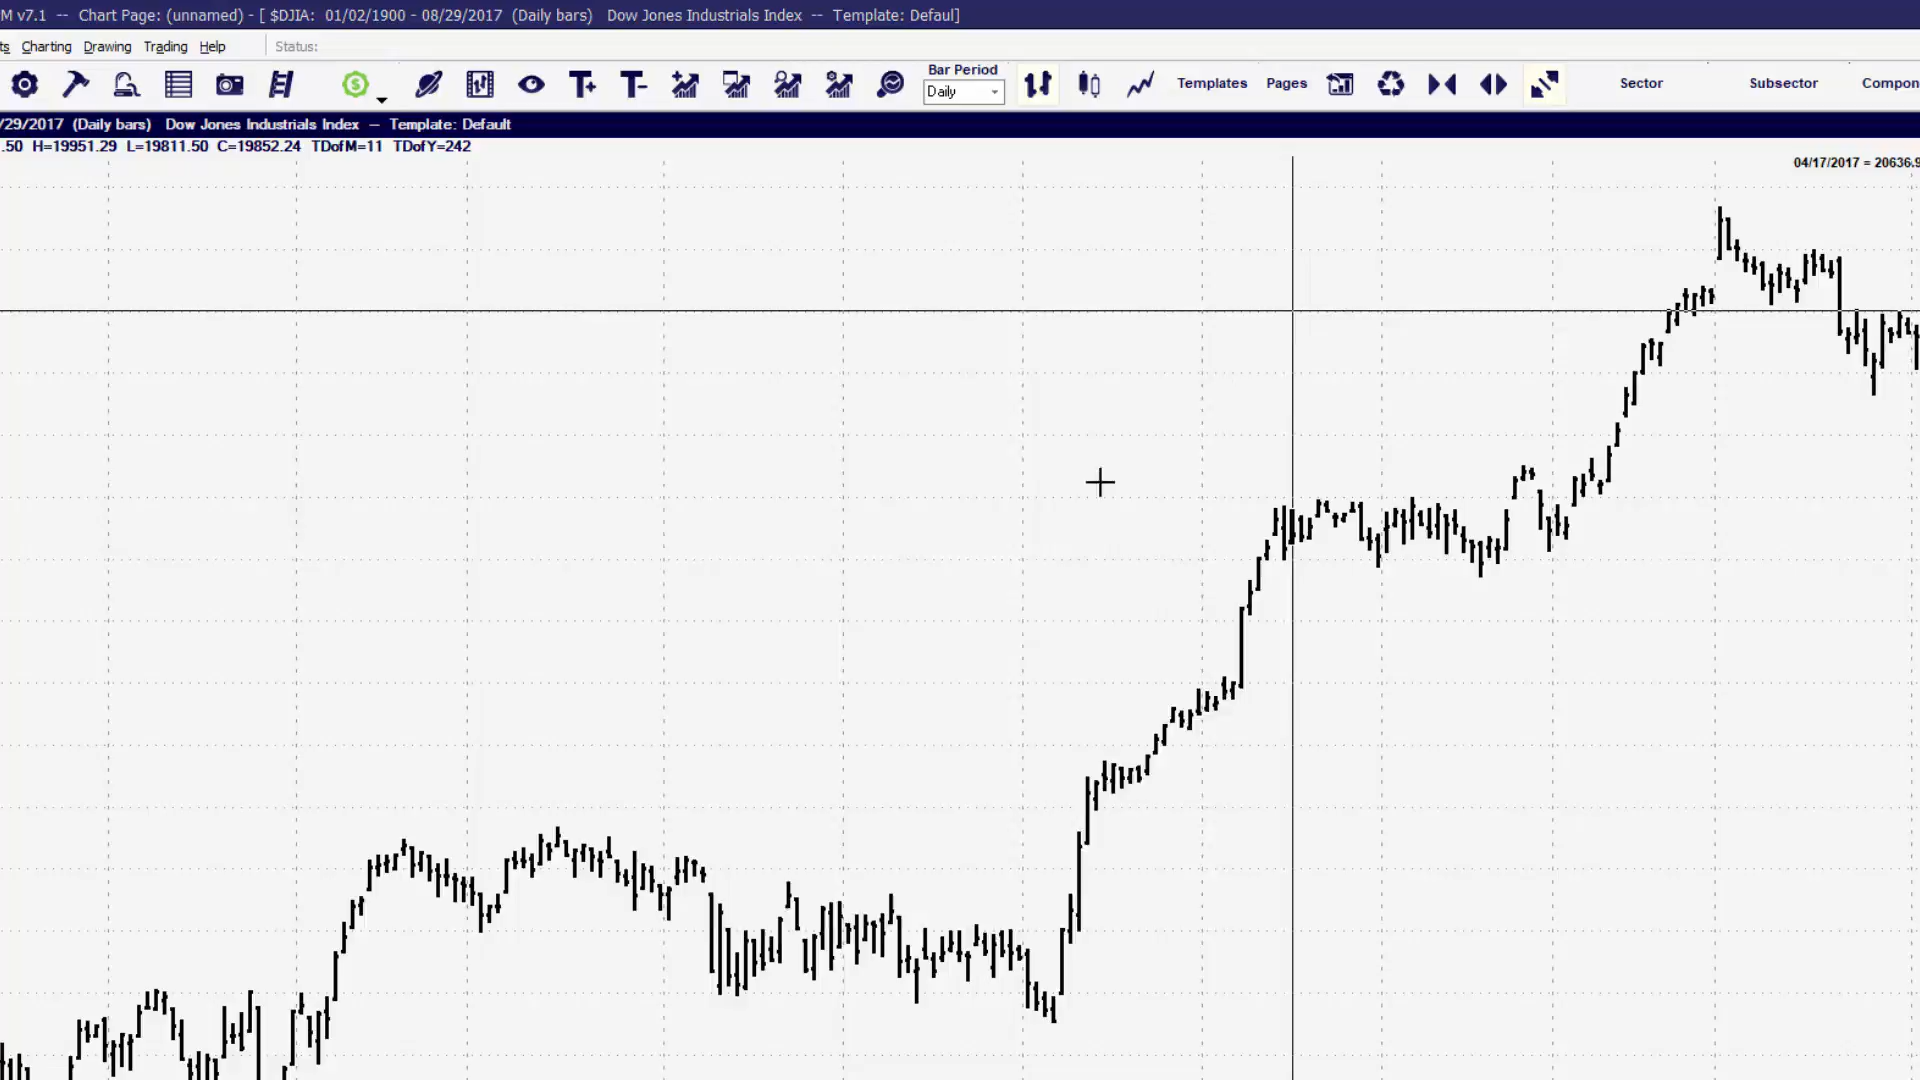 M v7.1 -- Chart Page: (unnamed) - [ $DJIA: 01/02/1900 - 08/29/2017 (Daily bars) Dow Jones Industrials Index -- Template: Defaul]
ts Charting Drawing Trading Help Status:
Bar Period
Daily
Templates Pages Sector Subsector Compon
/29/2017 (Daily bars) Dow Jones Industrials Index -- Template: Default
.50 H=19951.29 L=19811.50 C=19852.24 TDofM=11 TDofY=242
04/17/2017 = 20636.9